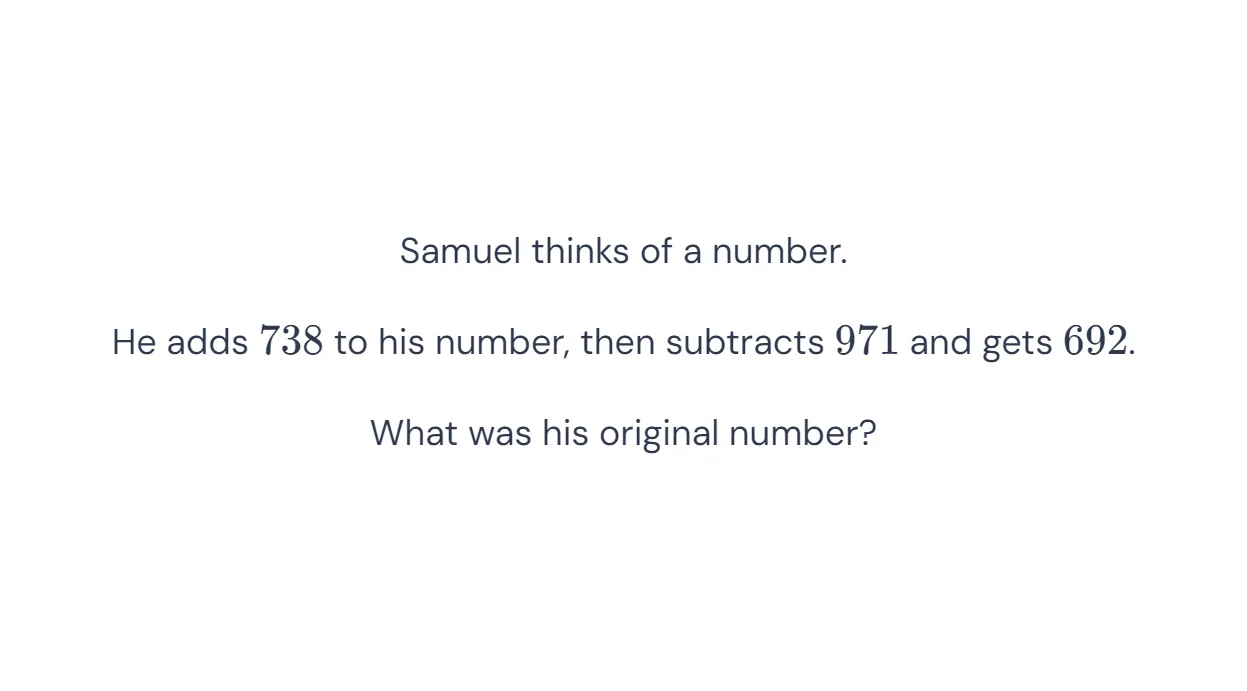 Samuel thinks of a number.
He adds 738 to his number, then subtracts 971 and gets 692.
What was his original number?